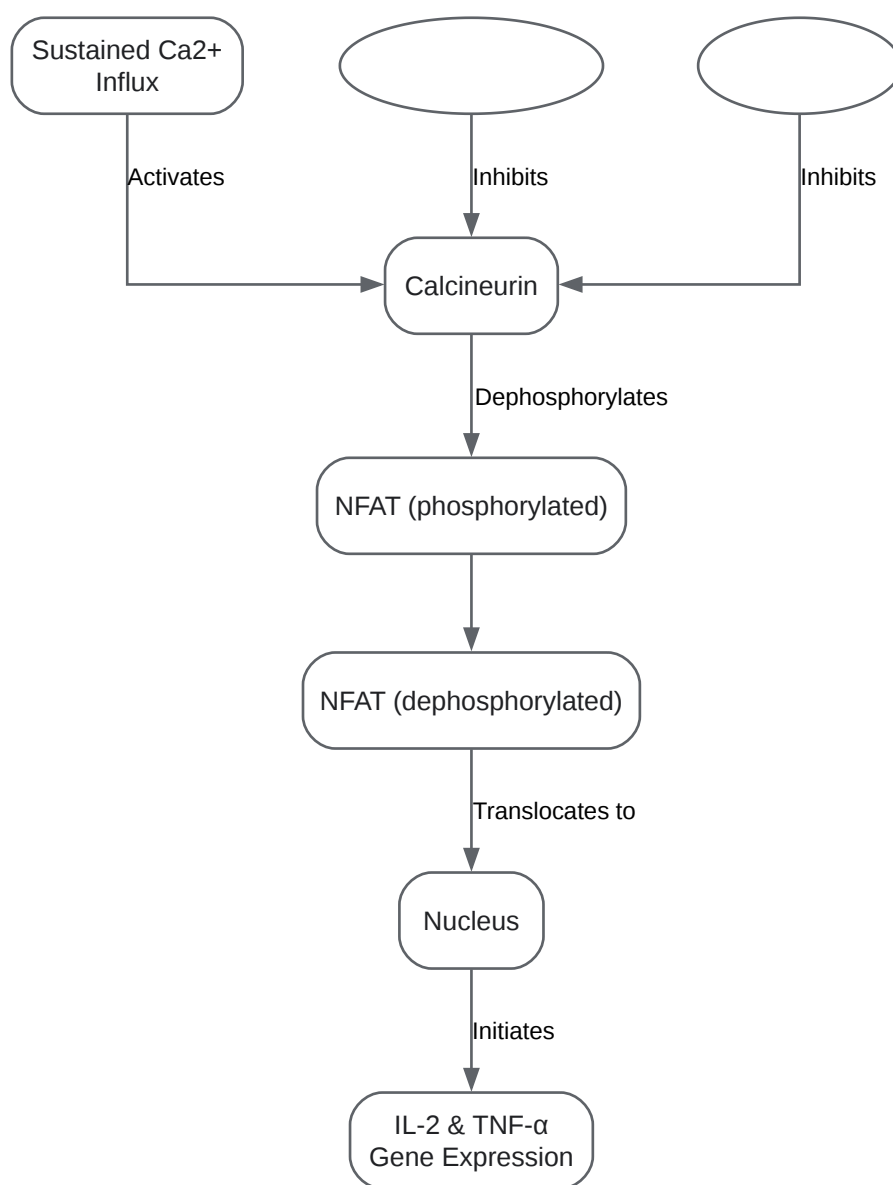 Sustained Ca2+
Influx
Activates
Inhibits
Inhibits
Calcineurin
Dephosphorylates
NFAT (phosphorylated)
NFAT (dephosphorylated)
Translocates to
Nucleus
Initiates
IL-2 & TNF-α
Gene Expression